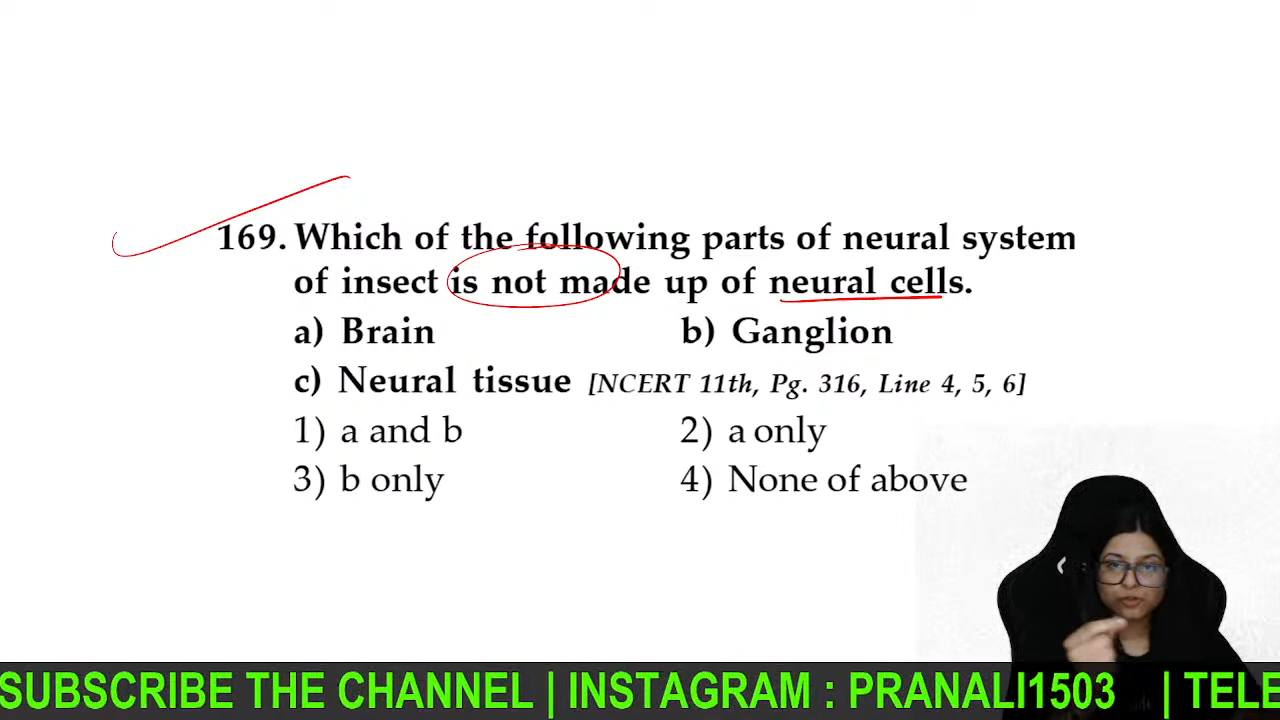 169. Which of the following parts of neural system
of insect is not made up of neural cells.
a) Brain b) Ganglion
c) Neural tissue [NCERT 11th, Pg. 316, Line 4, 5, 6]
1) a and b 2) a only
3) b only 4) None of above
SUBSCRIBE THE CHANNEL | INSTAGRAM : PRANALI1503 | TELE